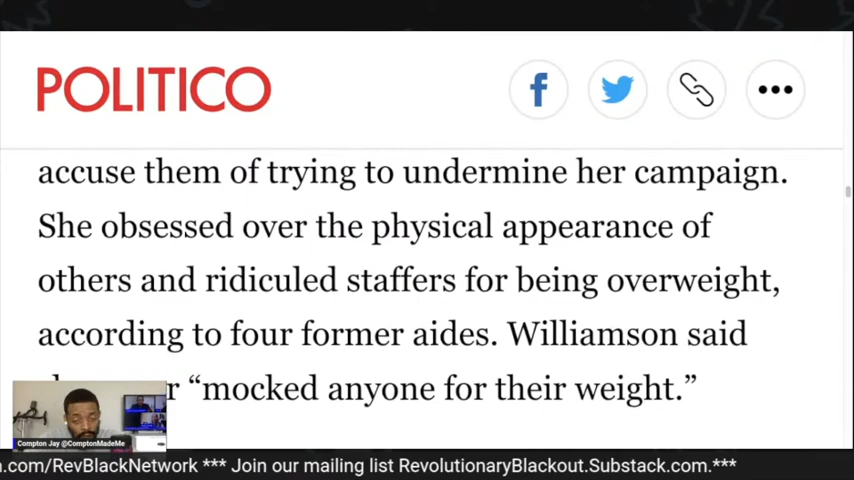 POLITICO
accuse them of trying to undermine her campaign.
She obsessed over the physical appearance of
others and ridiculed staffers for being overweight,
according to four former aides. Williamson said
“mocked anyone for their weight.”
Compton Jay @ComptonMadeMe
.com/RevBlackNetwork *** Join our mailing list RevolutionaryBlackout.Substack.com.***